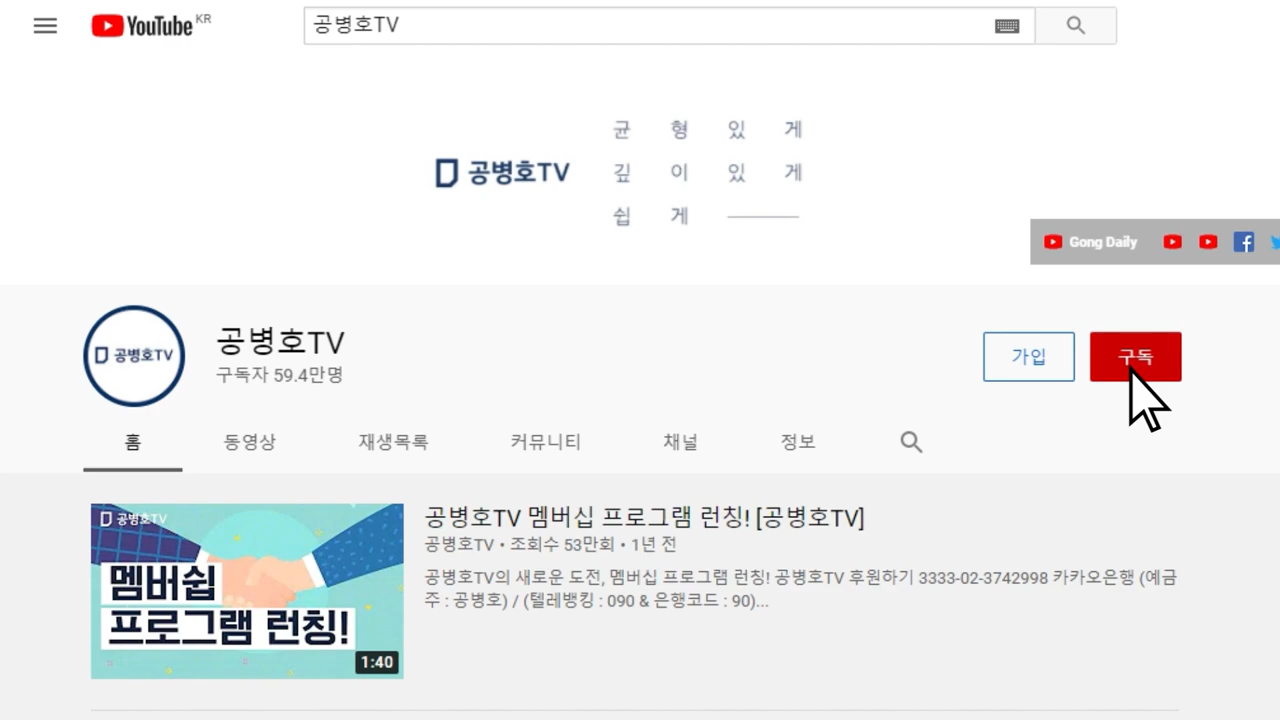 YouTube KR
공병호TV
균 형 있 게
공병호TV 깊 이 있 게
쉽 게
Gong Daily
공병호TV
공병호TV
구독자 59.4만명
가입
구독
홈 동영상 재생목록 커뮤니티 채널 정보
공병호TV
멤버쉽
프로그램 런칭!
1:40
공병호TV 멤버십 프로그램 런칭! [공병호TV]
공병호TV • 조회수 53만회 • 1년 전
공병호TV의 새로운 도전, 멤버십 프로그램 런칭! 공병호TV 후원하기 3333-02-3742998 카카오은행 (예금
주 : 공병호) / (텔레뱅킹 : 090 & 은행코드 : 90)...